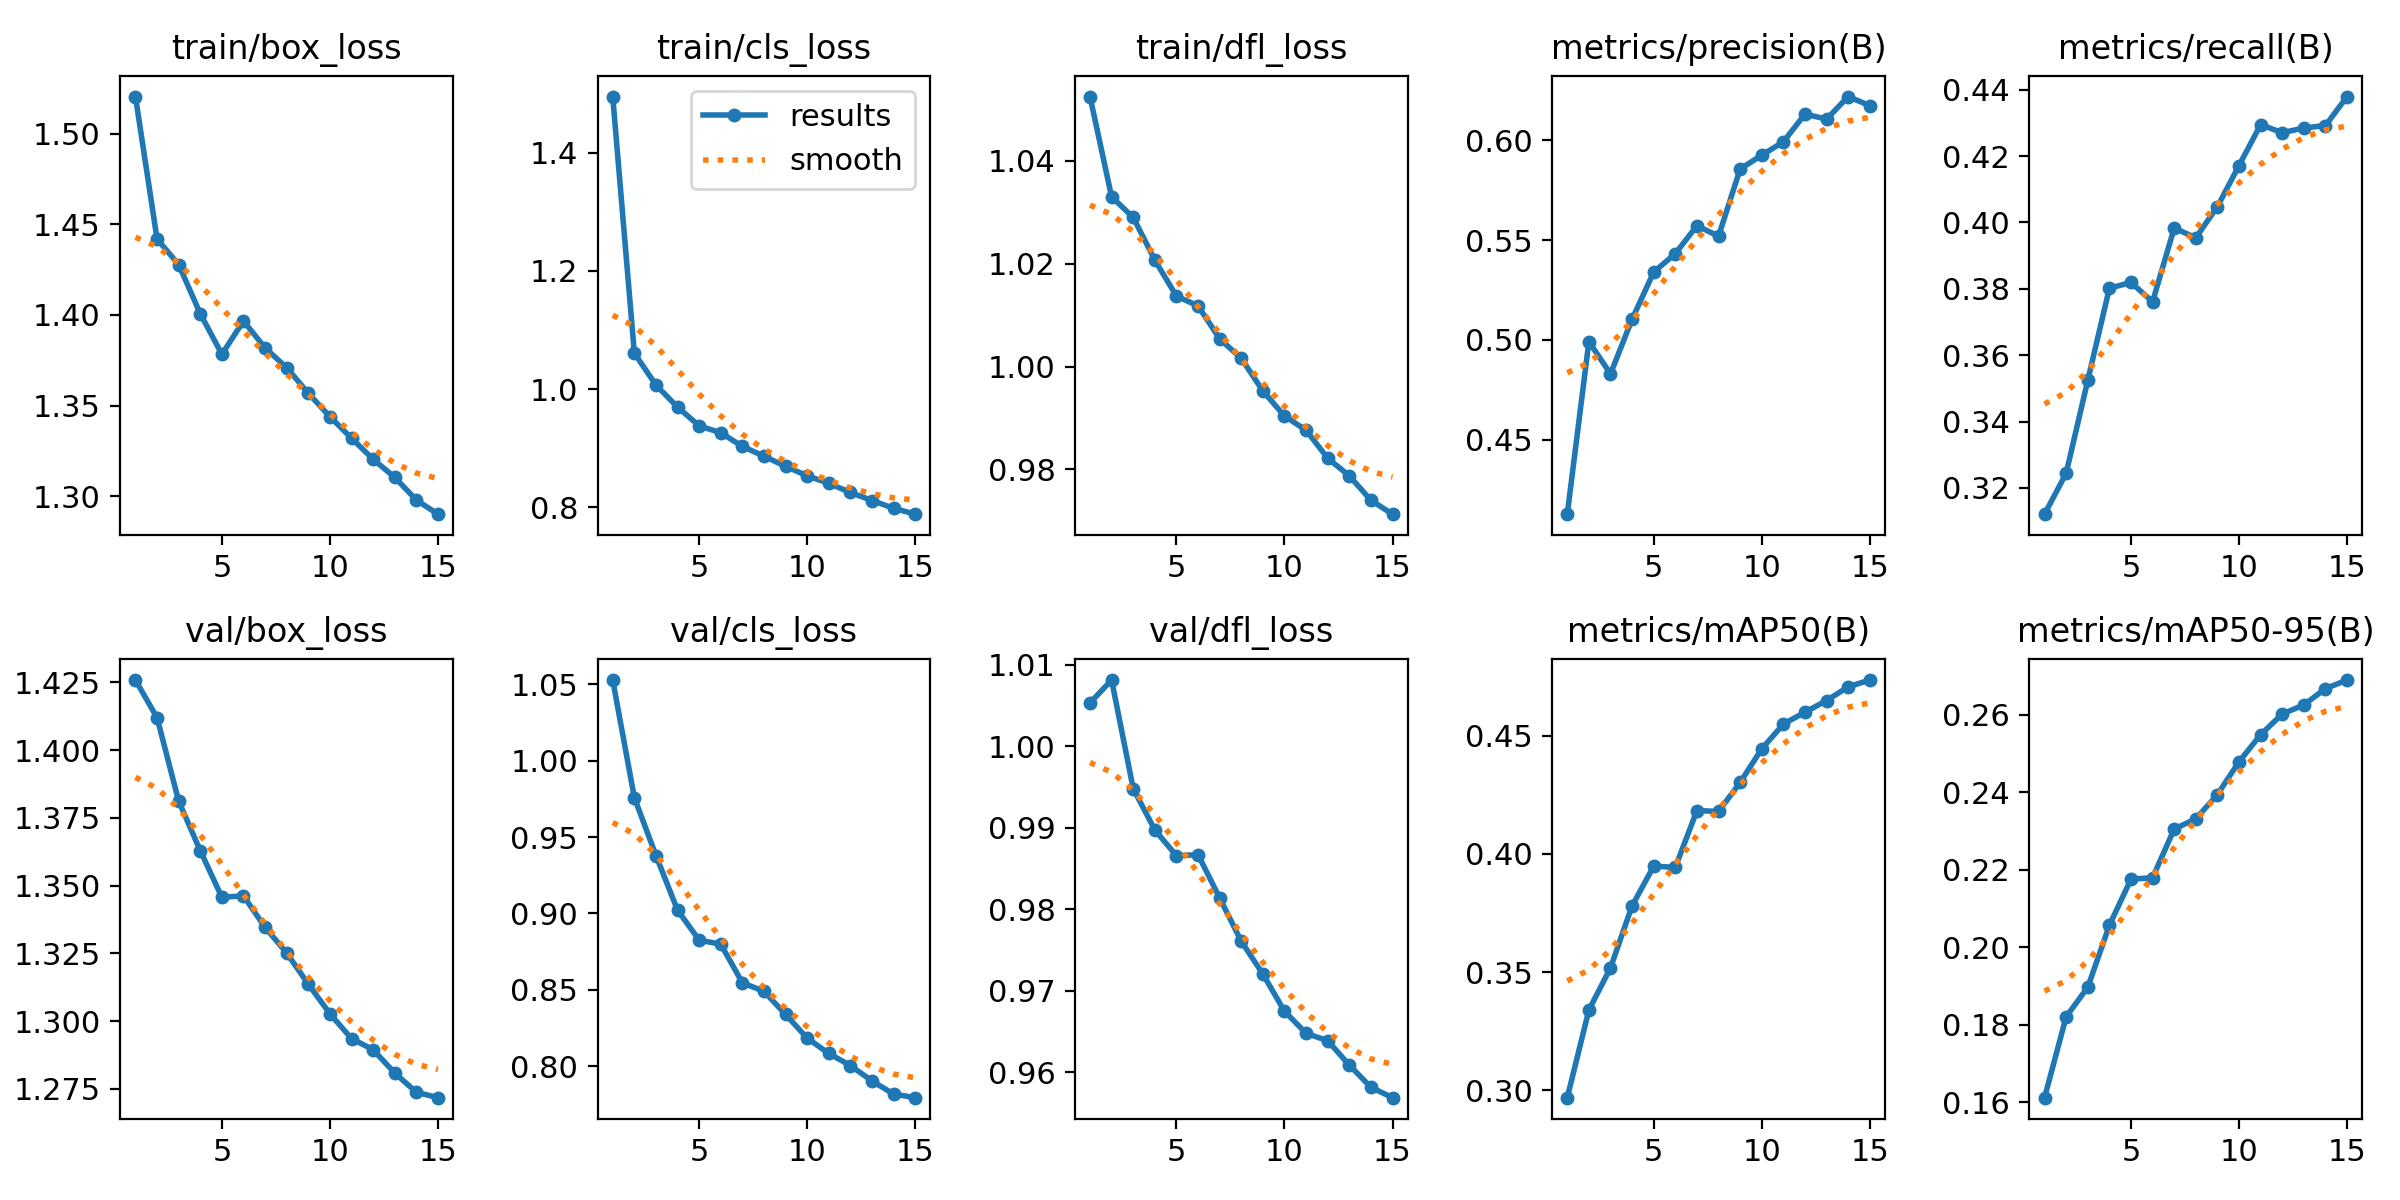 train/box_loss
1.50
1.45
1.40
1.35
1.30
5 10 15
train/cls_loss
results
smooth
1.4
1.2
1.0
0.8
5 10 15
train/dfl_loss
1.04
1.02
1.00
0.98
5 10 15
metrics/precision(B)
0.60
0.55
0.50
0.45
5 10 15
metrics/recall(B)
0.44
0.42
0.40
0.38
0.36
0.34
0.32
5 10 15
val/box_loss
1.425
1.400
1.375
1.350
1.325
1.300
1.275
5 10 15
val/cls_loss
1.05
1.00
0.95
0.90
0.85
0.80
5 10 15
val/dfl_loss
1.01
1.00
0.99
0.98
0.97
0.96
5 10 15
metrics/mAP50(B)
0.45
0.40
0.35
0.30
5 10 15
metrics/mAP50-95(B)
0.26
0.24
0.22
0.20
0.18
0.16
5 10 15